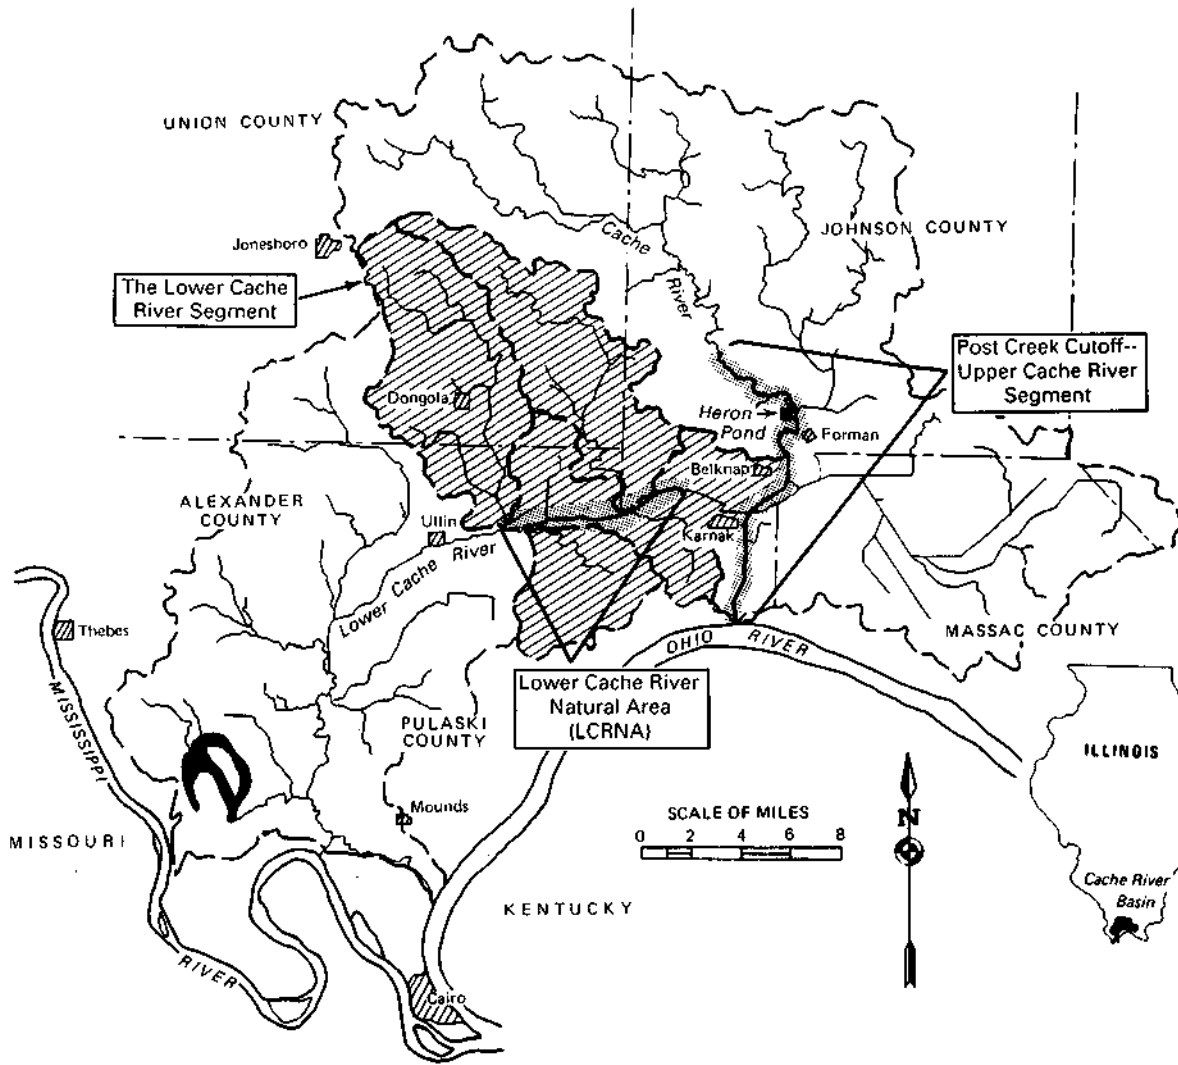 UNION COUNTY
Jonesboro
Cache
River
JOHNSON COUNTY
The Lower Cache
River Segment
Post Creek Cutoff--
Upper Cache River
Segment
Dongola
Heron
Pond
Forman
Belknap
ALEXANDER
COUNTY
Ullin
Karnak
Lower Cache River
Thebes
OHIO RIVER
MASSAC COUNTY
Lower Cache River
Natural Area
(LCRNA)
MISSISSIPPI
RIVER
PULASKI
COUNTY
ILLINOIS
Mounds
SCALE OF MILES
0 2 4 6 8
N
MISSOURI
KENTUCKY
Cache River
Basin
Cairo